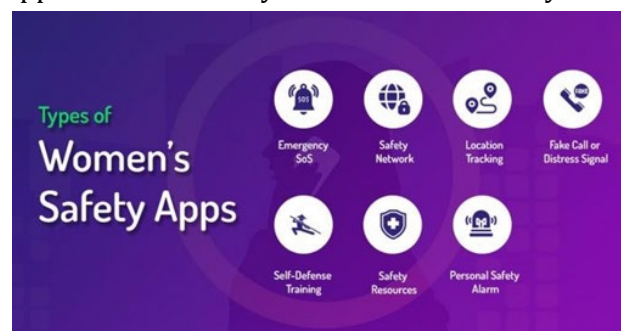 Types of
Women's
Safety Apps
SOS
Emergency
SoS
Safety
Network
Location
Tracking
FAKE
Fake Call or
Distress Signal
Self-Defense
Training
Safety
Resources
Personal Safety
Alarm